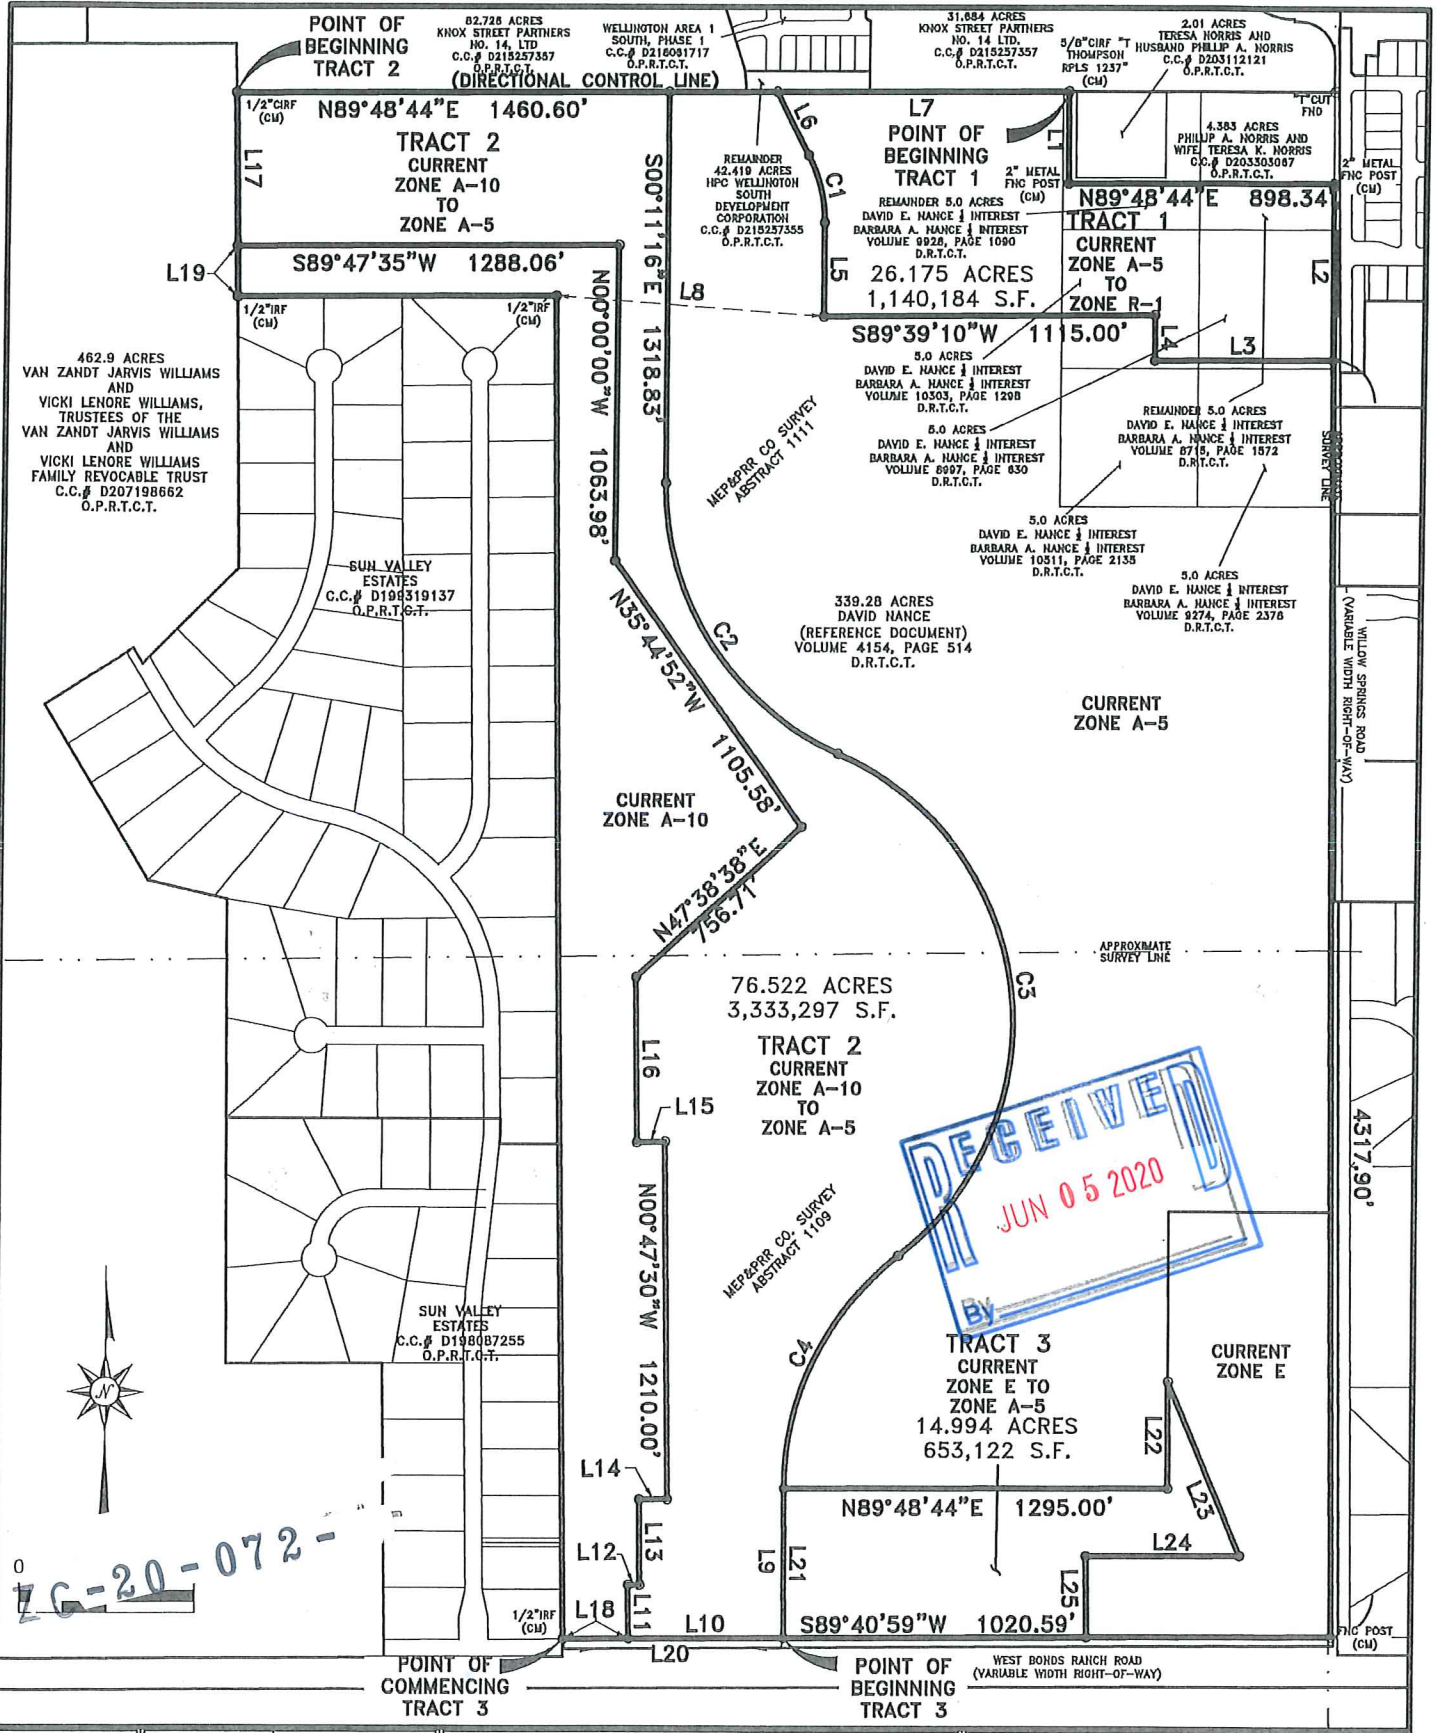 POINT OF
BEGINNING
TRACT 2
82.728 ACRES
KNOX STREET PARTNERS
NO. 14, LTD
C.C.# D215257357
O.P.R.T.C.T.
(DIRECTIONAL CONTROL LINE)
WELLINGTON AREA 1
SOUTH, PHASE 1
C.C.# D216081717
O.P.R.T.C.T.
31.684 ACRES
KNOX STREET PARTNERS
NO. 14 LTD.
C.C.# D215257357
O.P.R.T.C.T.
5/8"CIRF "T
THOMPSON
RPLS 1237"
(CM)
2.01 ACRES
TERESA NORRIS AND
HUSBAND PHILLIP A. NORRIS
C.C.# D203112121
O.P.R.T.C.T.
"T"CUT
FND
1/2"CIRF
(CM)
N89°48'44"E 1460.60'
TRACT 2
CURRENT
ZONE A-10
TO
ZONE A-5
L17
S00°11'16"E 1318.83'
REMAINDER
42.419 ACRES
HPC WELLINGTON
SOUTH
DEVELOPMENT
CORPORATION
C.C.# D215257355
O.P.R.T.C.T.
L6
C1
L5
L7
POINT OF
BEGINNING
TRACT 1
L1
2" METAL
FNC POST
(CM)
4.383 ACRES
PHILLIP A. NORRIS AND
WIFE, TERESA K. NORRIS
C.C.# D203303067
O.P.R.T.C.T.
2" METAL
FNC POST
(CM)
N89°48'44"E 898.34'
REMAINDER 5.0 ACRES
DAVID E. NANCE ½ INTEREST
BARBARA A. NANCE ½ INTEREST
VOLUME 9928, PAGE 1090
D.R.T.C.T.
26.175 ACRES
1,140,184 S.F.
TRACT 1
CURRENT
ZONE A-5
TO
ZONE R-1
L2
L19
S89°47'35"W 1288.06'
1/2"IRF
(CM)
1/2"IRF
(CM)
L8
N00°00'00"W 1063.98'
S89°39'10"W 1115.00'
L4
L3
462.9 ACRES
VAN ZANDT JARVIS WILLIAMS
AND
VICKI LENORE WILLIAMS,
TRUSTEES OF THE
VAN ZANDT JARVIS WILLIAMS
AND
VICKI LENORE WILLIAMS
FAMILY REVOCABLE TRUST
C.C.# D207198662
O.P.R.T.C.T.
5.0 ACRES
DAVID E. NANCE ½ INTEREST
BARBARA A. NANCE ½ INTEREST
VOLUME 10303, PAGE 1298
D.R.T.C.T.
5.0 ACRES
DAVID E. NANCE ½ INTEREST
BARBARA A. NANCE ½ INTEREST
VOLUME 8997, PAGE 630
D.R.T.C.T.
REMAINDER 5.0 ACRES
DAVID E. NANCE ½ INTEREST
BARBARA A. NANCE ½ INTEREST
VOLUME 8715, PAGE 1572
D.R.T.C.T.
APPROXIMATE
SURVEY LINE
MEP&PRR CO SURVEY
ABSTRACT 1111
5.0 ACRES
DAVID E. NANCE ½ INTEREST
BARBARA A. NANCE ½ INTEREST
VOLUME 10511, PAGE 2135
D.R.T.C.T.
5.0 ACRES
DAVID E. NANCE ½ INTEREST
BARBARA A. NANCE ½ INTEREST
VOLUME 9274, PAGE 2376
D.R.T.C.T.
SUN VALLEY
ESTATES
C.C.# D199319137
O.P.R.T.C.T.
339.28 ACRES
DAVID NANCE
(REFERENCE DOCUMENT)
VOLUME 4154, PAGE 514
D.R.T.C.T.
N35°44'52"W 1105.58'
C2
WILLOW SPRINGS ROAD
(VARIABLE WIDTH RIGHT-OF-WAY)
CURRENT
ZONE A-5
CURRENT
ZONE A-10
N47°38'38"E
756.71'
APPROXIMATE
SURVEY LINE
C3
76.522 ACRES
3,333,297 S.F.
TRACT 2
CURRENT
ZONE A-10
TO
ZONE A-5
L16
L15
RECEIVED
JUN 05 2020
By
4317.90'
N00°47'30"W 1210.00'
MEP&PRR CO. SURVEY
ABSTRACT 1109
SUN VALLEY
ESTATES
C.C.# D198087255
O.P.R.T.C.T.
C4
TRACT 3
CURRENT
ZONE E TO
ZONE A-5
14.994 ACRES
653,122 S.F.
CURRENT
ZONE E
N
L22
L14
N89°48'44"E 1295.00'
L23
L13
L12
L9
L21
L24
L25
0
ZC-20-072-
1/2"IRF
(CM)
L18
L11
L10
S89°40'59"W 1020.59'
FNC POST
(CM)
L20
POINT OF
COMMENCING
TRACT 3
POINT OF
BEGINNING
TRACT 3
WEST BONDS RANCH ROAD
(VARIABLE WIDTH RIGHT-OF-WAY)